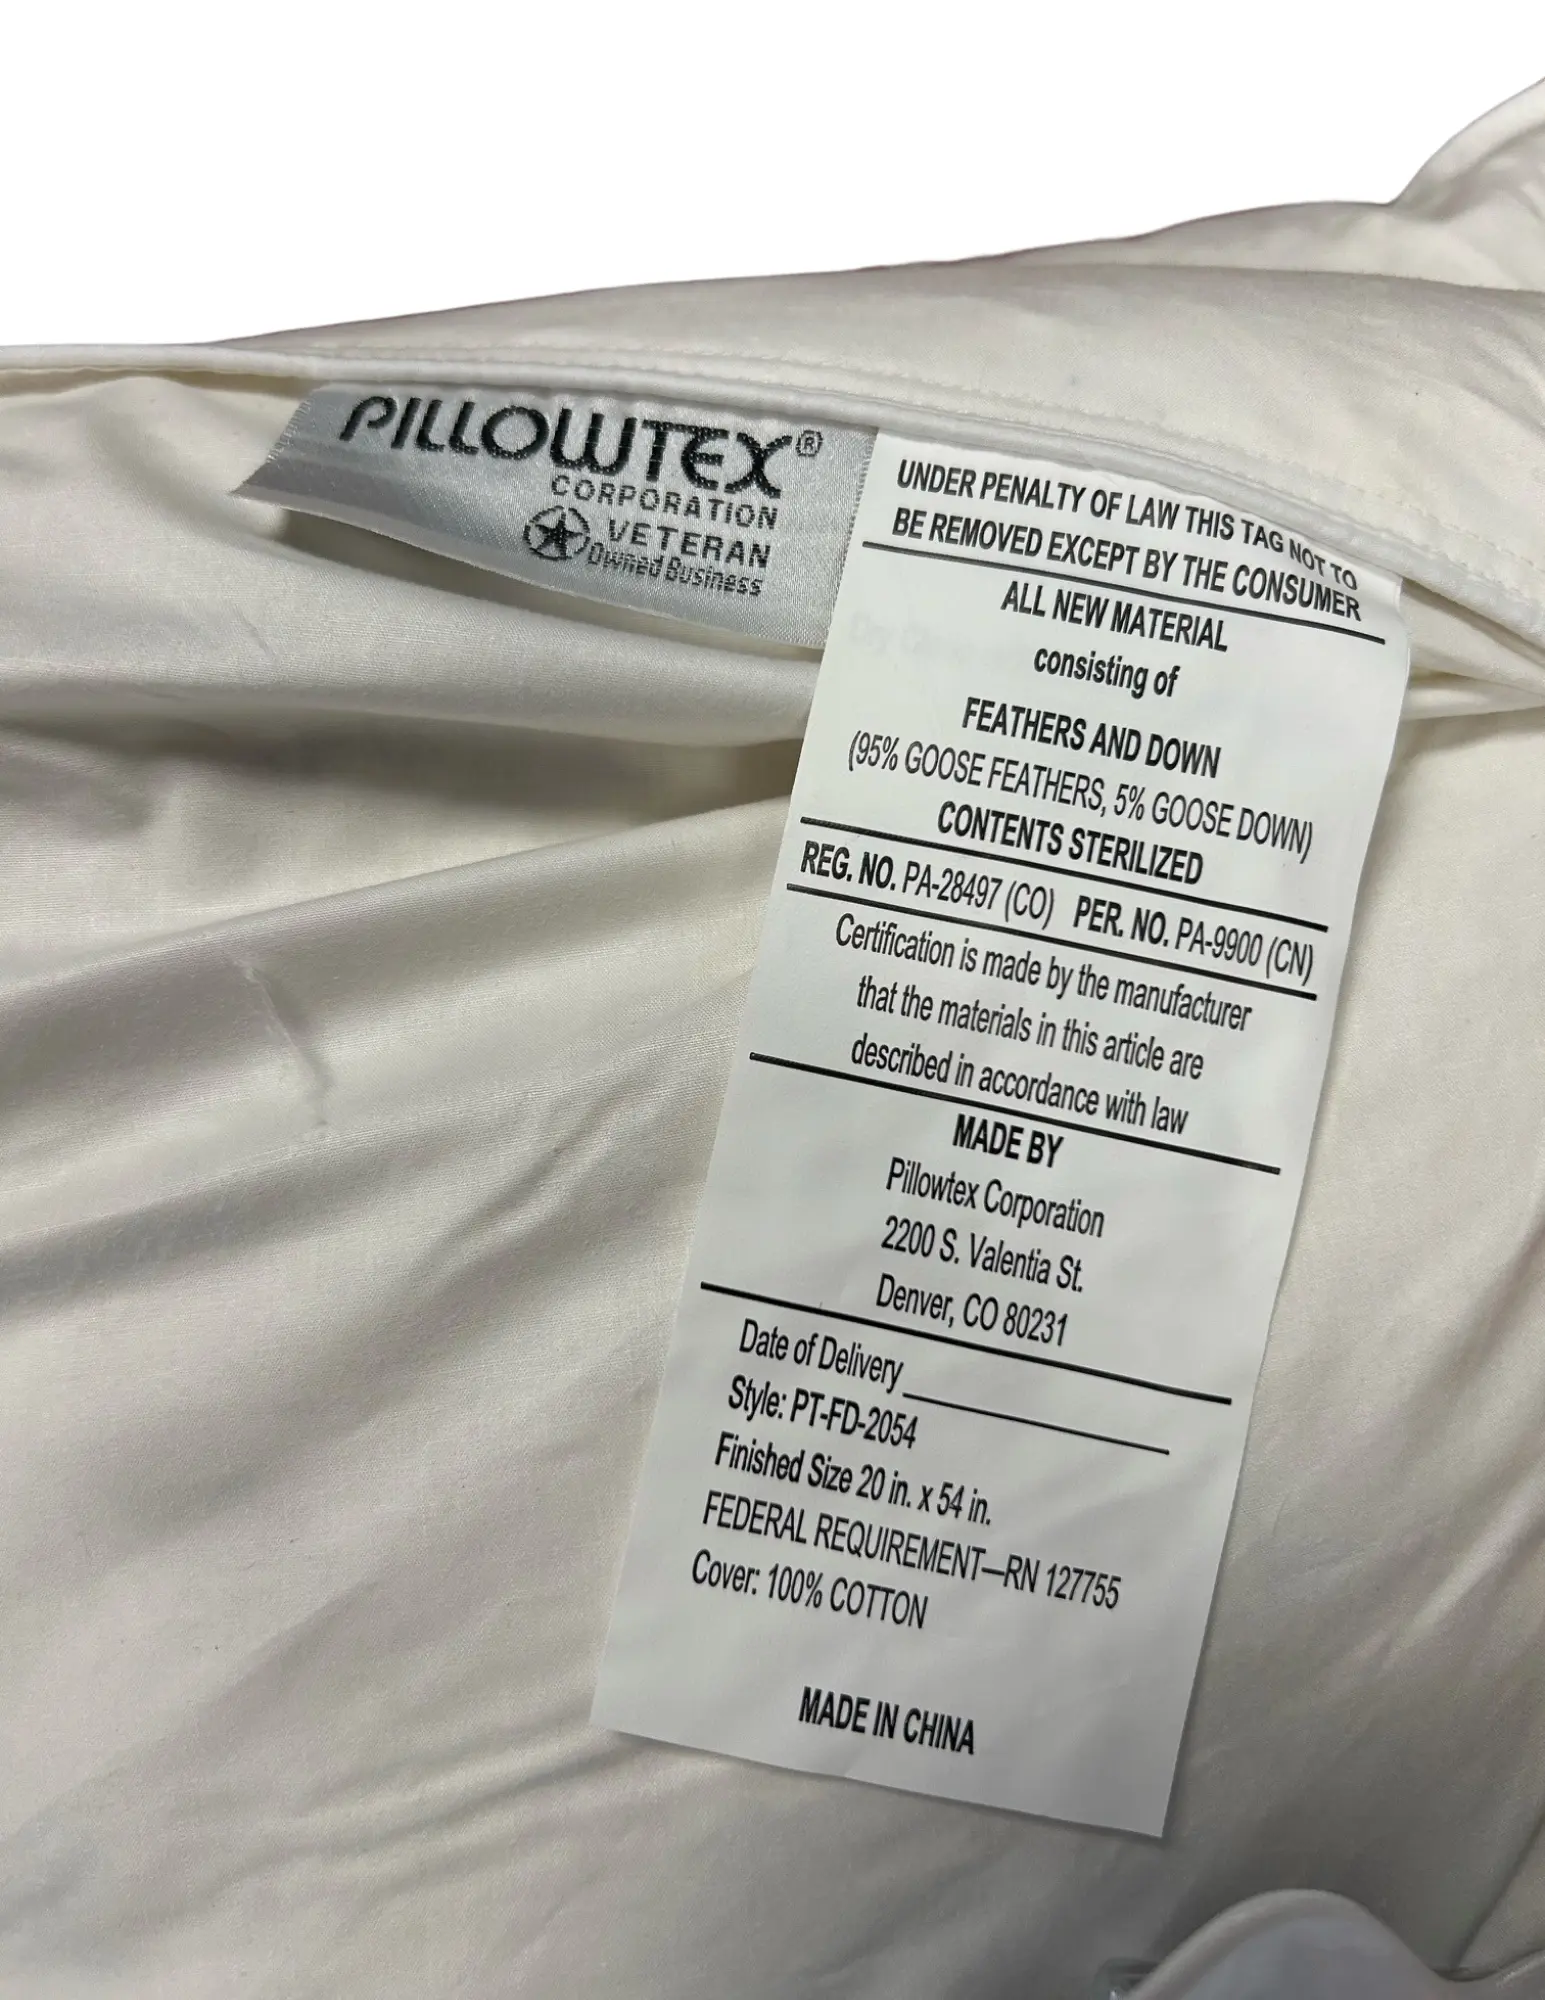 PILLOWTEX®
CORPORATION
VETERAN
Owned Business
UNDER PENALTY OF LAW THIS TAG NOT TO
BE REMOVED EXCEPT BY THE CONSUMER
ALL NEW MATERIAL
consisting of
FEATHERS AND DOWN
(95% GOOSE FEATHERS, 5% GOOSE DOWN)
CONTENTS STERILIZED
REG. NO. PA-28497 (CO) PER. NO. PA-9900 (CN)
Certification is made by the manufacturer
that the materials in this article are
described in accordance with law
MADE BY
Pillowtex Corporation
2200 S. Valentia St.
Denver, CO 80231
Date of Delivery
Style: PT-FD-2054
Finished Size 20 in. x 54 in.
FEDERAL REQUIREMENT—RN 127755
Cover: 100% COTTON
MADE IN CHINA